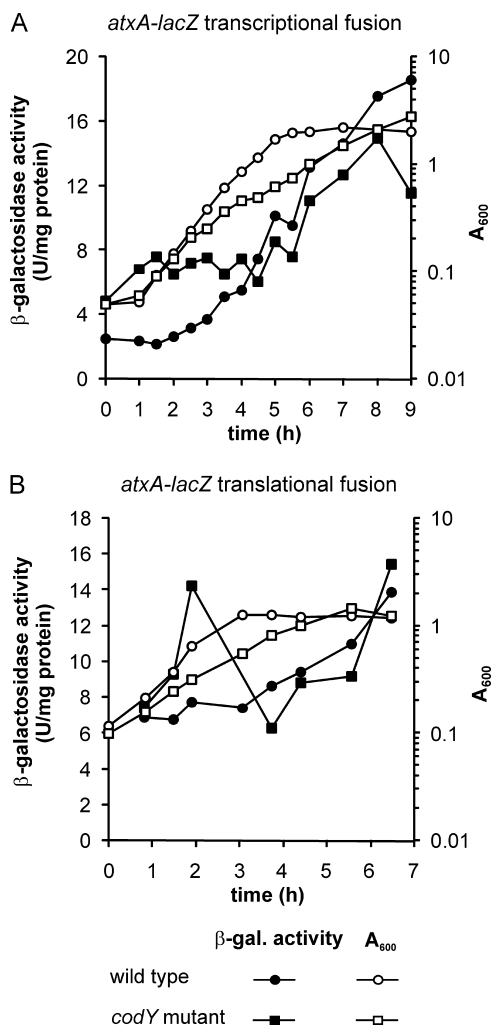 A
atxA-lacZ transcriptional fusion
β-galactosidase activity
(U/mg protein)
20
16
12
8
4
0
10
1
0.1
0.01
A600
0 1 2 3 4 5 6 7 8 9
time (h)
B
atxA-lacZ translational fusion
β-galactosidase activity
(U/mg protein)
18
16
14
12
10
8
6
4
2
0
10
1
0.1
0.01
A600
0 1 2 3 4 5 6 7
time (h)
β-gal. activity A600
wild type
codY mutant